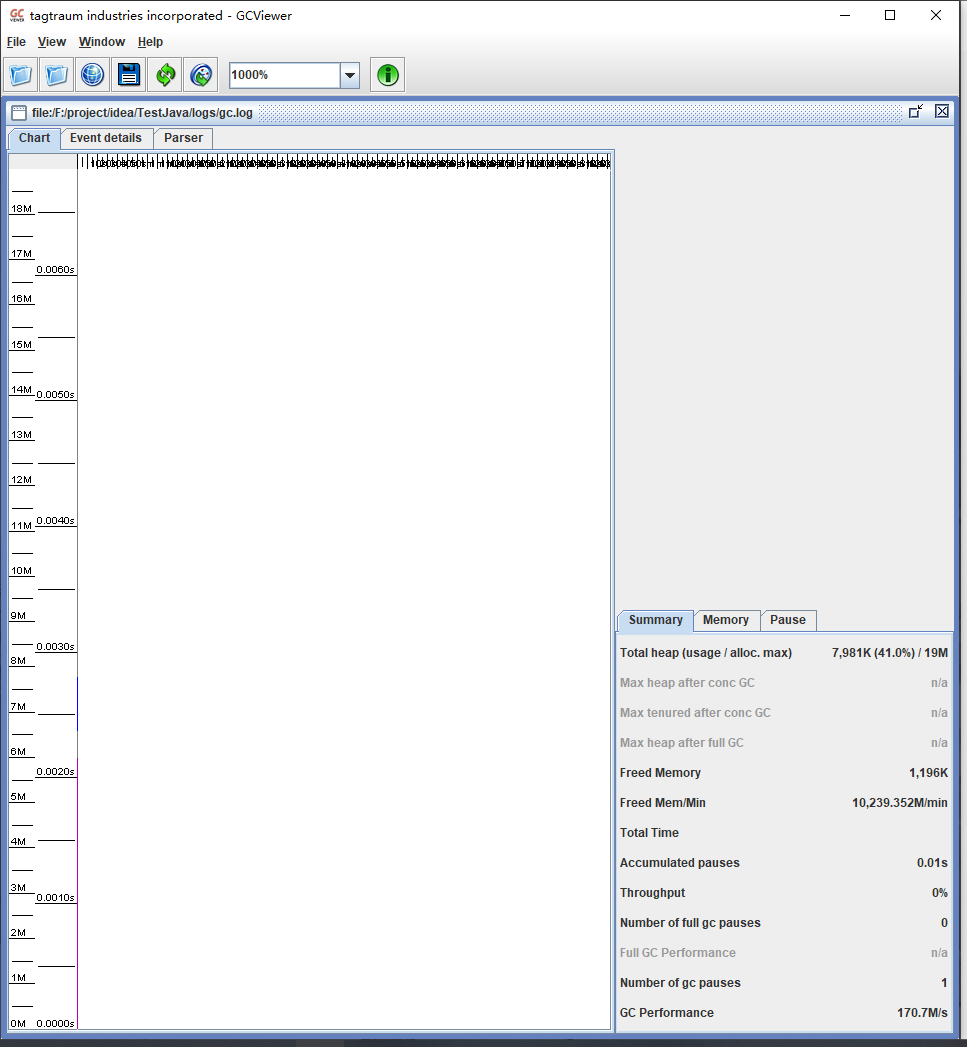 GC VIEWER tagtraum industries incorporated - GCViewer
File View Window Help
1000%
file:/F:/project/idea/TestJava/logs/gc.log
Chart Event details Parser
18M
17M
0.0060s
16M
15M
14M
0.0050s
13M
12M
11M
0.0040s
10M
9M
0.0030s
8M
7M
6M
0.0020s
5M
4M
3M
0.0010s
2M
1M
0M 0.0000s
Summary Memory Pause
Total heap (usage / alloc. max) 7,981K (41.0%) / 19M
Max heap after conc GC n/a
Max tenured after conc GC n/a
Max heap after full GC n/a
Freed Memory 1,196K
Freed Mem/Min 10,239.352M/min
Total Time
Accumulated pauses 0.01s
Throughput 0%
Number of full gc pauses 0
Full GC Performance n/a
Number of gc pauses 1
GC Performance 170.7M/s